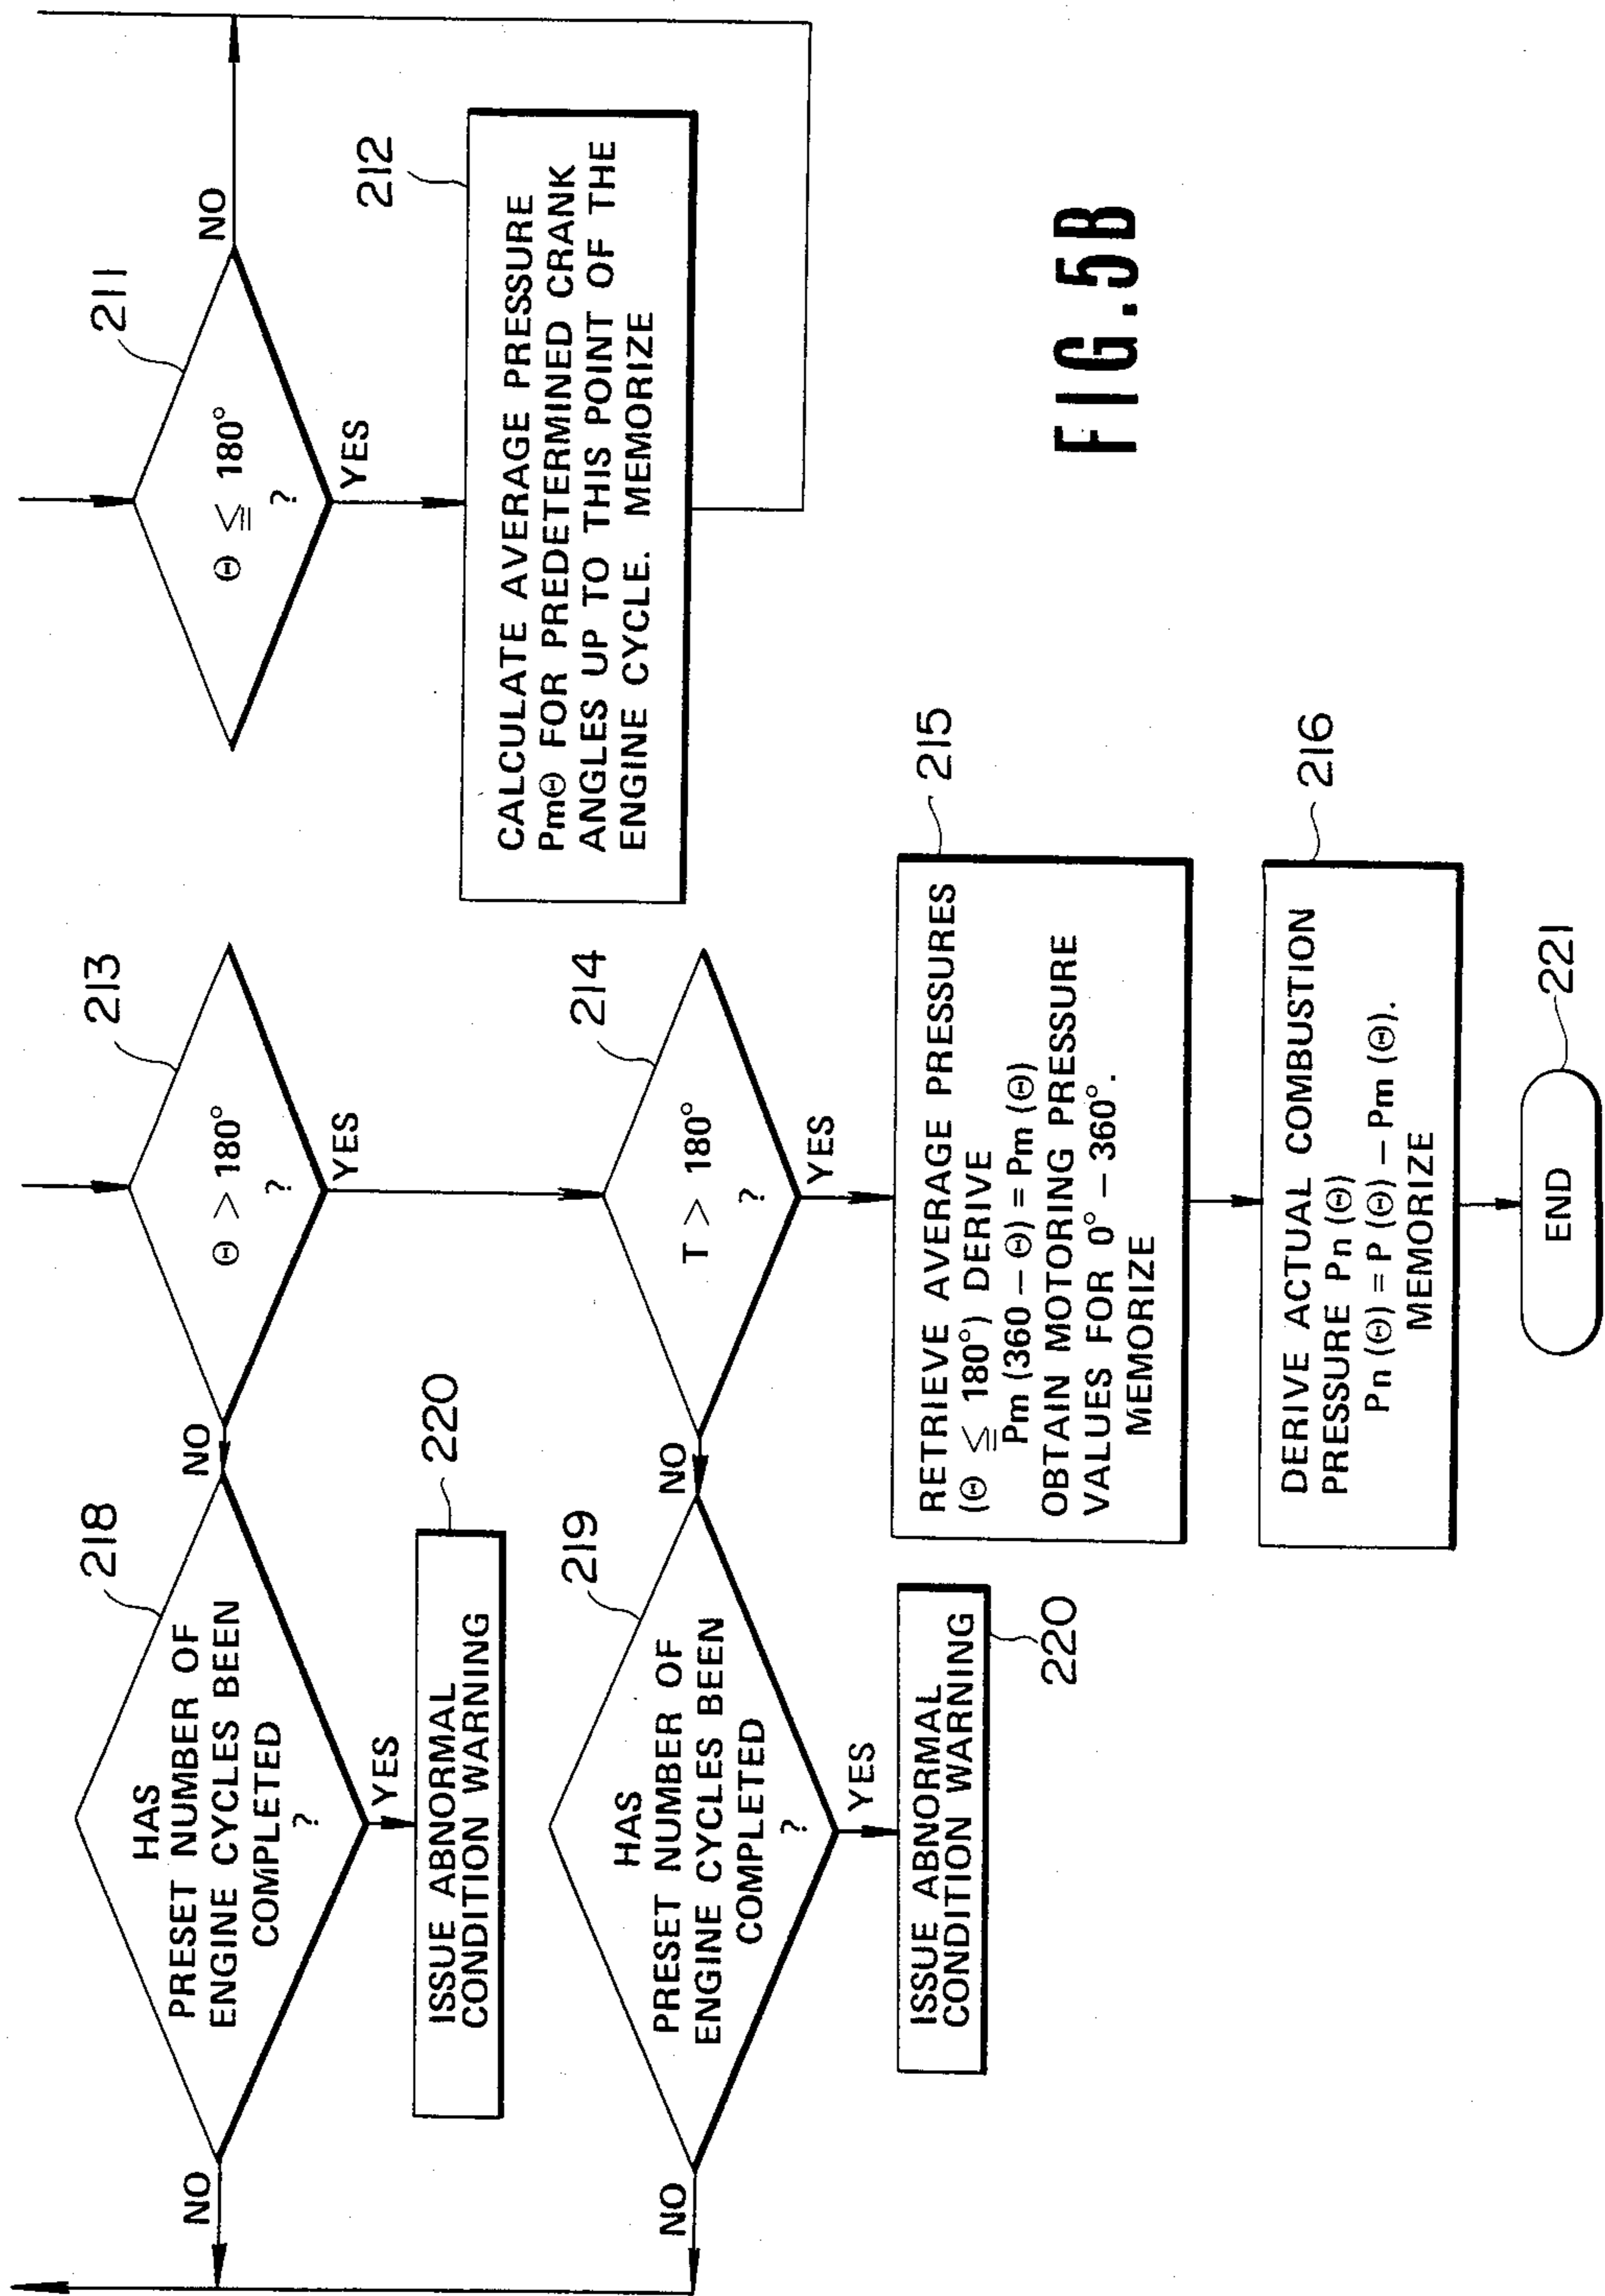 218
HAS
PRESET NUMBER OF
ENGINE CYCLES BEEN
COMPLETED
?
NO
YES
220
ISSUE ABNORMAL
CONDITION WARNING
213
Θ > 180°
?
NO
YES
219
HAS
PRESET NUMBER OF
ENGINE CYCLES BEEN
COMPLETED
?
NO
YES
ISSUE ABNORMAL
CONDITION WARNING
220
214
T > 180°
?
NO
YES
215
RETRIEVE AVERAGE PRESSURES
(Θ ≦ 180°) DERIVE
Pm (360 – Θ) = Pm (Θ)
OBTAIN MOTORING PRESSURE
VALUES FOR 0° – 360°.
MEMORIZE
216
DERIVE ACTUAL COMBUSTION
PRESSURE Pn (Θ)
Pn (Θ) = P (Θ) – Pm (Θ).
MEMORIZE
221
END
211
Θ ≦ 180°
?
NO
YES
212
CALCULATE AVERAGE PRESSURE
PmΘ FOR PREDETERMINED CRANK
ANGLES UP TO THIS POINT OF THE
ENGINE CYCLE. MEMORIZE
FIG.5B